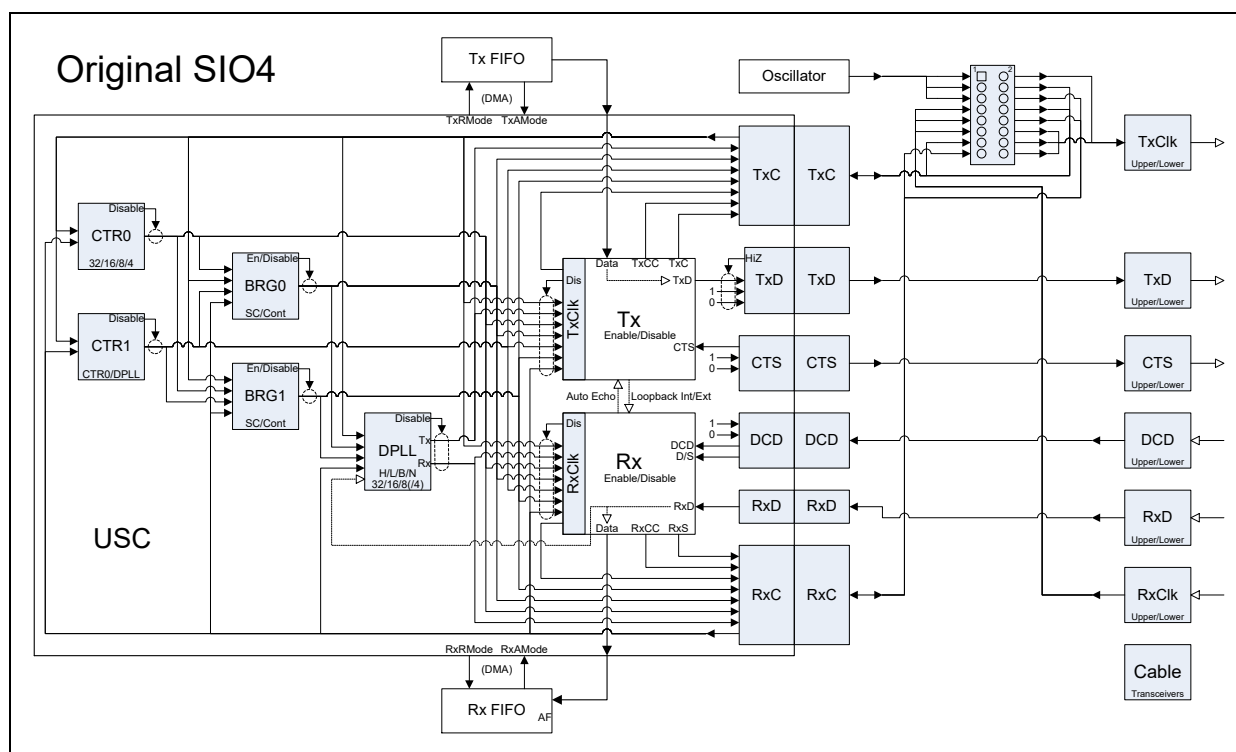 Original SIO4
Tx FIFO
(DMA)
TxRMode TxAMode
Oscillator
1 2
TxClk
Upper/Lower
TxC TxC
Disable
CTR0
32/16/8/4
En/Disable
BRG0
SC/Cont
Disable
CTR1
CTR0/DPLL
En/Disable
BRG1
SC/Cont
Disable
Tx
DPLL
Rx
H/L/B/N
32/16/8(/4)
Data TxCC TxC
Dis
TxD
TxClk
Tx
Enable/Disable
CTS
HiZ
1
0
TxD TxD
TxD
Upper/Lower
1
0
CTS CTS
CTS
Upper/Lower
Auto Echo Loopback Int/Ext
Dis
RxClk
Rx
Enable/Disable
DCD
D/S
RxD
Data RxCC RxS
1
0
DCD DCD
DCD
Upper/Lower
RxD RxD
RxD
Upper/Lower
RxC RxC
RxClk
Upper/Lower
USC
RxRMode RxAMode
(DMA)
Rx FIFO
AF
Cable
Transceivers